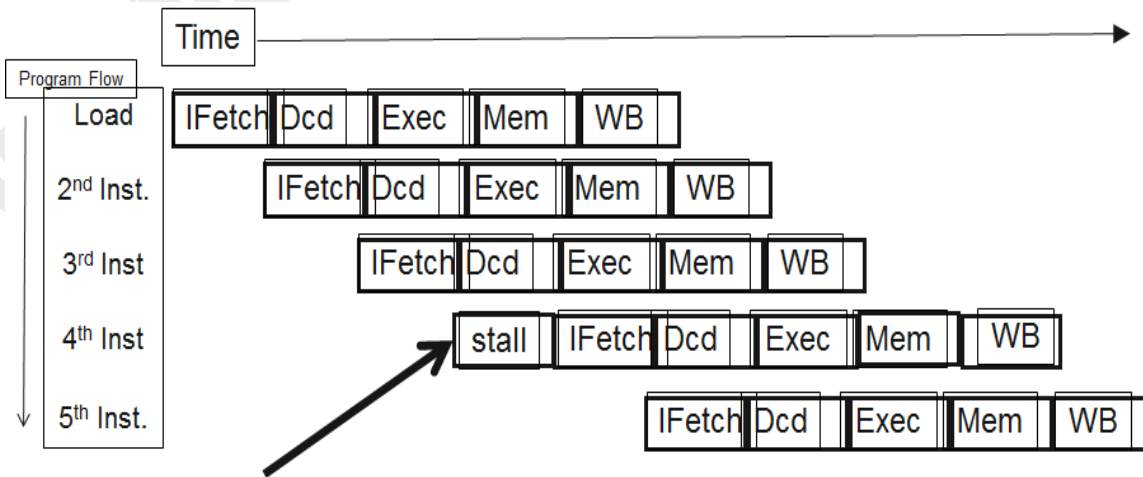 Time
Program Flow
Load IFetch Dcd Exec Mem WB
2nd Inst. IFetch Dcd Exec Mem WB
3rd Inst IFetch Dcd Exec Mem WB
4th Inst stall IFetch Dcd Exec Mem WB
5th Inst. IFetch Dcd Exec Mem WB